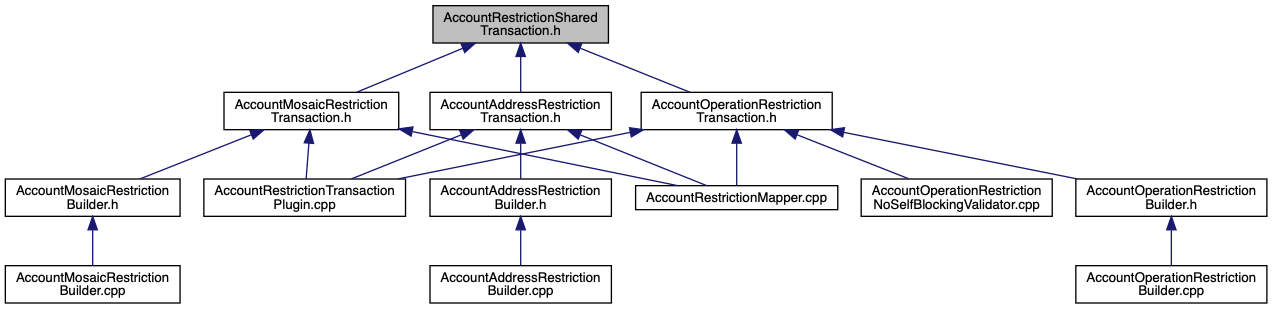 AccountRestrictionShared
Transaction.h
AccountMosaicRestriction
Transaction.h
AccountAddressRestriction
Transaction.h
AccountOperationRestriction
Transaction.h
AccountMosaicRestriction
Builder.h
AccountRestrictionTransaction
Plugin.cpp
AccountAddressRestriction
Builder.h
AccountRestrictionMapper.cpp
AccountOperationRestriction
NoSelfBlockingValidator.cpp
AccountOperationRestriction
Builder.h
AccountMosaicRestriction
Builder.cpp
AccountAddressRestriction
Builder.cpp
AccountOperationRestriction
Builder.cpp